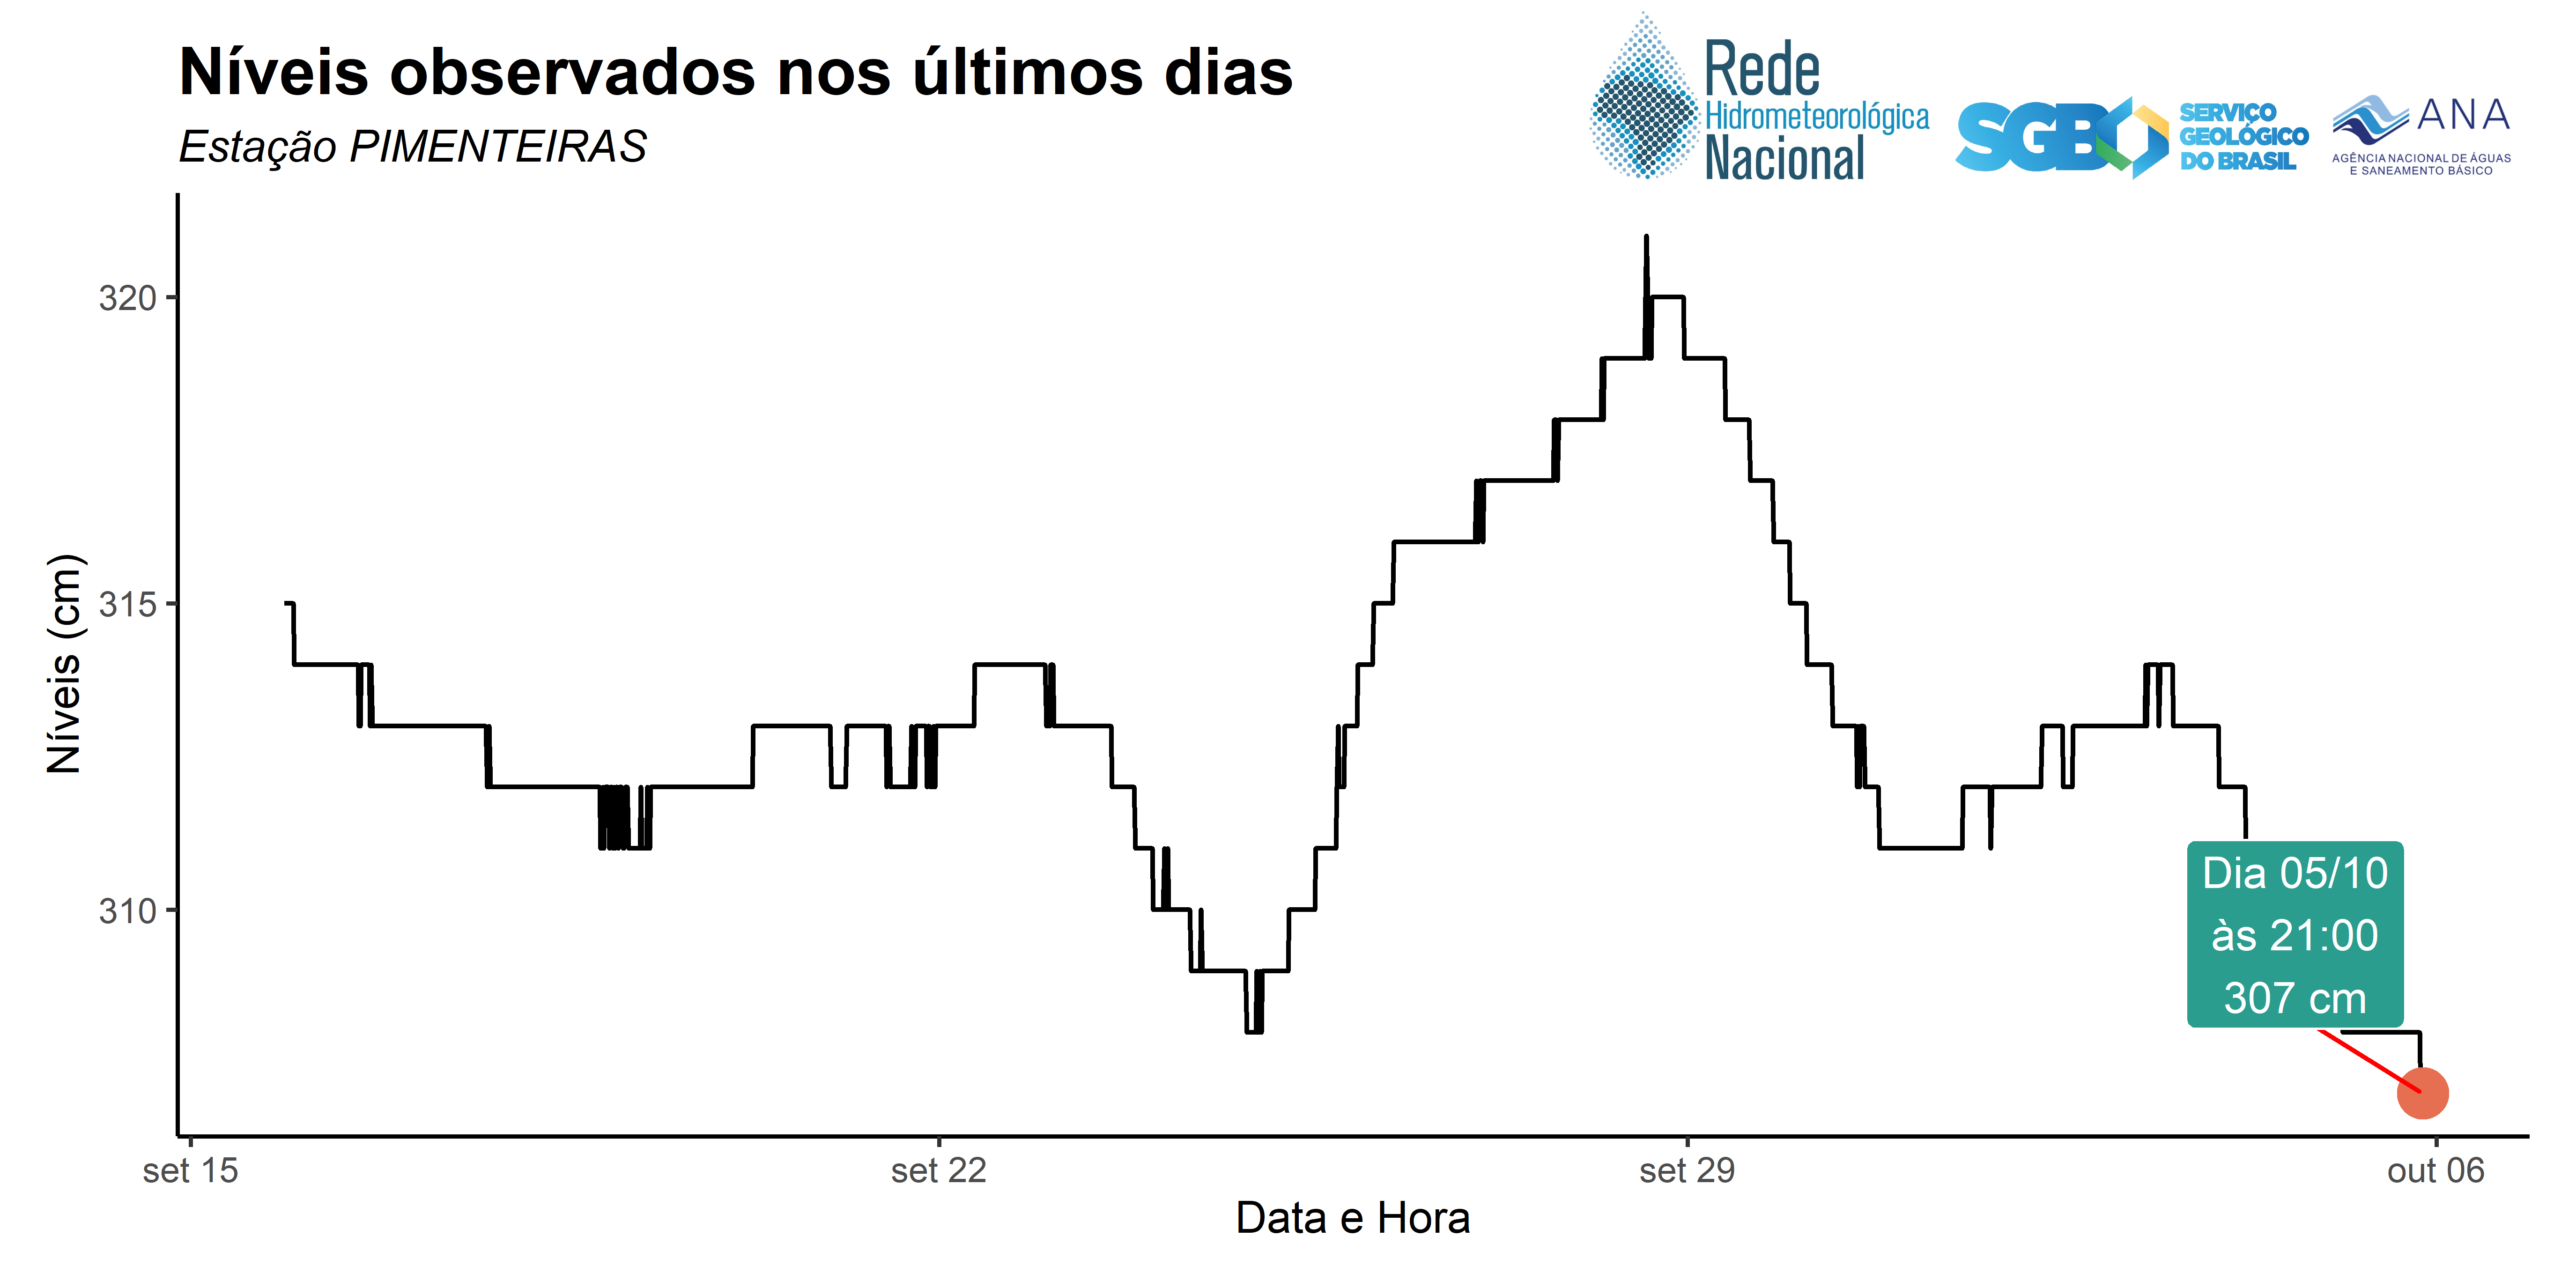 Níveis observados nos últimos dias
Estação PIMENTEIRAS
Rede
Hidrometeorológica
Nacional
SGB
SERVIÇO
GEOLÓGICO
DO BRASIL
ANA
AGÊNCIA NACIONAL DE ÁGUAS
E SANEAMENTO BÁSICO
Níveis (cm)
320
315
310
Dia 05/10
às 21:00
307 cm
set 15
set 22
set 29
out 06
Data e Hora